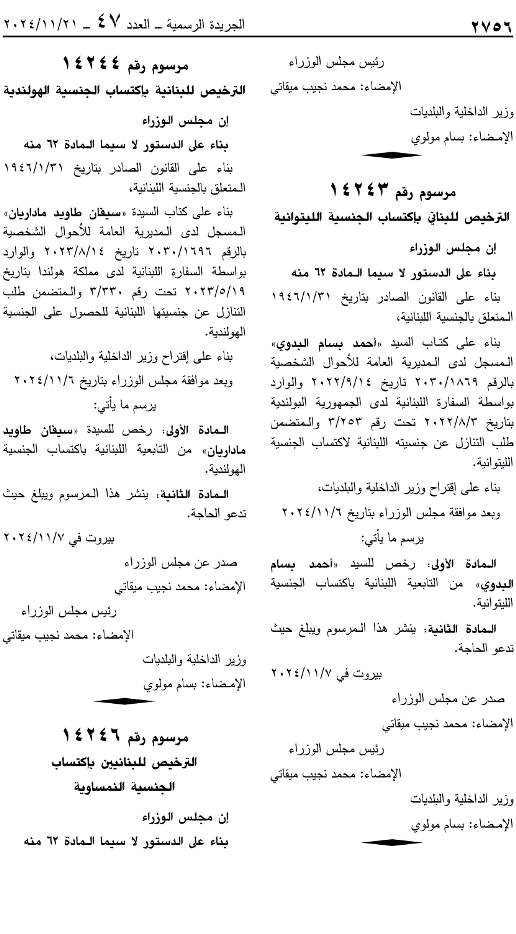 ٢٧٥٦
الجريدة الرسمية ــ العدد ٤٧ ــ ٢٠٢٤/١١/٢١
رئيس مجلس الوزراء
الإمضاء: محمد نجيب ميقاتي
وزير الداخلية والبلديات
الإمضاء: بسام مولوي
مرسوم رقم ١٤٢٤٣
الترخيص للبناني بإكتساب الجنسية الليتوانية
إن مجلس الوزراء
بناء على الدستور لا سيما المادة ٦٢ منه
بناء على القانون الصادر بتاريخ ١٩٤٦/١/٣١
المتعلق بالجنسية اللبنانية،
بناء على كتاب السيد «أحمد بسام البدوي»
المسجل لدى المديرية العامة للأحوال الشخصية
بالرقم ٢٠٣٠/١٨٦٩ تاريخ ٢٠٢٢/٩/١٤ والوارد
بواسطة السفارة اللبنانية لدى الجمهورية البولندية
بتاريخ ٢٠٢٢/٨/٣ تحت رقم ٣/٢٥٣ والمتضمن
طلب التنازل عن جنسيته اللبنانية لاكتساب الجنسية
الليتوانية.
بناء على إقتراح وزير الداخلية والبلديات،
وبعد موافقة مجلس الوزراء بتاريخ ٢٠٢٤/١١/٦
يرسم ما يأتي:
المادة الأولى: رخص للسيد «أحمد بسام
البدوي» من التابعية اللبنانية باكتساب الجنسية
الليتوانية.
المادة الثانية: ينشر هذا المرسوم ويبلغ حيث
تدعو الحاجة.
بيروت في ٢٠٢٤/١١/٧
صدر عن مجلس الوزراء
الإمضاء: محمد نجيب ميقاتي
رئيس مجلس الوزراء
الإمضاء: محمد نجيب ميقاتي
وزير الداخلية والبلديات
الإمضاء: بسام مولوي
مرسوم رقم ١٤٢٤٤
الترخيص للبنانية بإكتساب الجنسية الهولندية
إن مجلس الوزراء
بناء على الدستور لا سيما المادة ٦٢ منه
بناء على القانون الصادر بتاريخ ١٩٤٦/١/٣١
المتعلق بالجنسية اللبنانية،
بناء على كتاب السيدة «سيفان طاويد ماداريان»
المسجل لدى المديرية العامة للأحوال الشخصية
بالرقم ٢٠٣٠/١٦٩٦ تاريخ ٢٠٢٣/٨/١٤ والوارد
بواسطة السفارة اللبنانية لدى مملكة هولندا بتاريخ
٢٠٢٣/٥/١٩ تحت رقم ٣/٣٣٠ والمتضمن طلب
التنازل عن جنسيتها اللبنانية للحصول على الجنسية
الهولندية.
بناء على إقتراح وزير الداخلية والبلديات،
وبعد موافقة مجلس الوزراء بتاريخ ٢٠٢٤/١١/٦
يرسم ما يأتي:
المادة الأولى: رخص للسيدة «سيفان طاويد
ماداريان» من التابعية اللبنانية باكتساب الجنسية
الهولندية.
المادة الثانية: ينشر هذا المرسوم ويبلغ حيث
تدعو الحاجة.
بيروت في ٢٠٢٤/١١/٧
صدر عن مجلس الوزراء
الإمضاء: محمد نجيب ميقاتي
رئيس مجلس الوزراء
الإمضاء: محمد نجيب ميقاتي
وزير الداخلية والبلديات
الإمضاء: بسام مولوي
مرسوم رقم ١٤٢٤٦
الترخيص للبنانيين بإكتساب
الجنسية النمساوية
إن مجلس الوزراء
بناء على الدستور لا سيما المادة ٦٢ منه